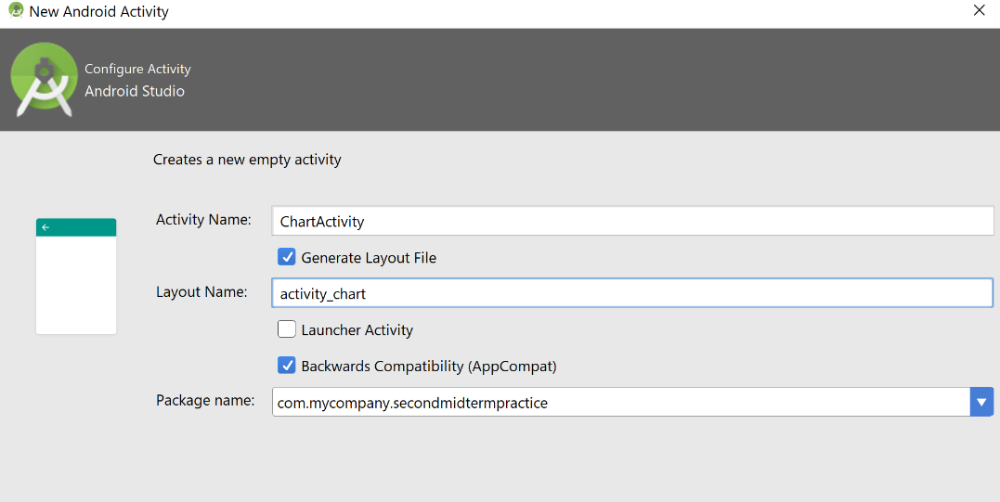 New Android Activity
Configure Activity
Android Studio
Creates a new empty activity
Activity Name: ChartActivity
Generate Layout File
Layout Name: activity_chart
Launcher Activity
Backwards Compatibility (AppCompat)
Package name: com.mycompany.secondmidtermpractice